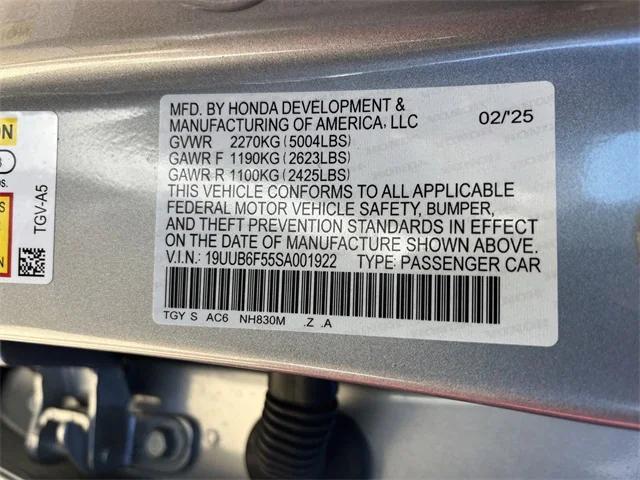 MFD. BY HONDA DEVELOPMENT &
MANUFACTURING OF AMERICA, LLC 02/'25
GVWR 2270KG (5004LBS)
GAWR F 1190KG (2623LBS)
GAWR R 1100KG (2425LBS)
THIS VEHICLE CONFORMS TO ALL APPLICABLE
FEDERAL MOTOR VEHICLE SAFETY, BUMPER,
AND THEFT PREVENTION STANDARDS IN EFFECT
ON THE DATE OF MANUFACTURE SHOWN ABOVE.
V.I.N.: 19UUB6F55SA001922 TYPE: PASSENGER CAR
TGY S AC6 NH830M .Z .A
TGV-A5